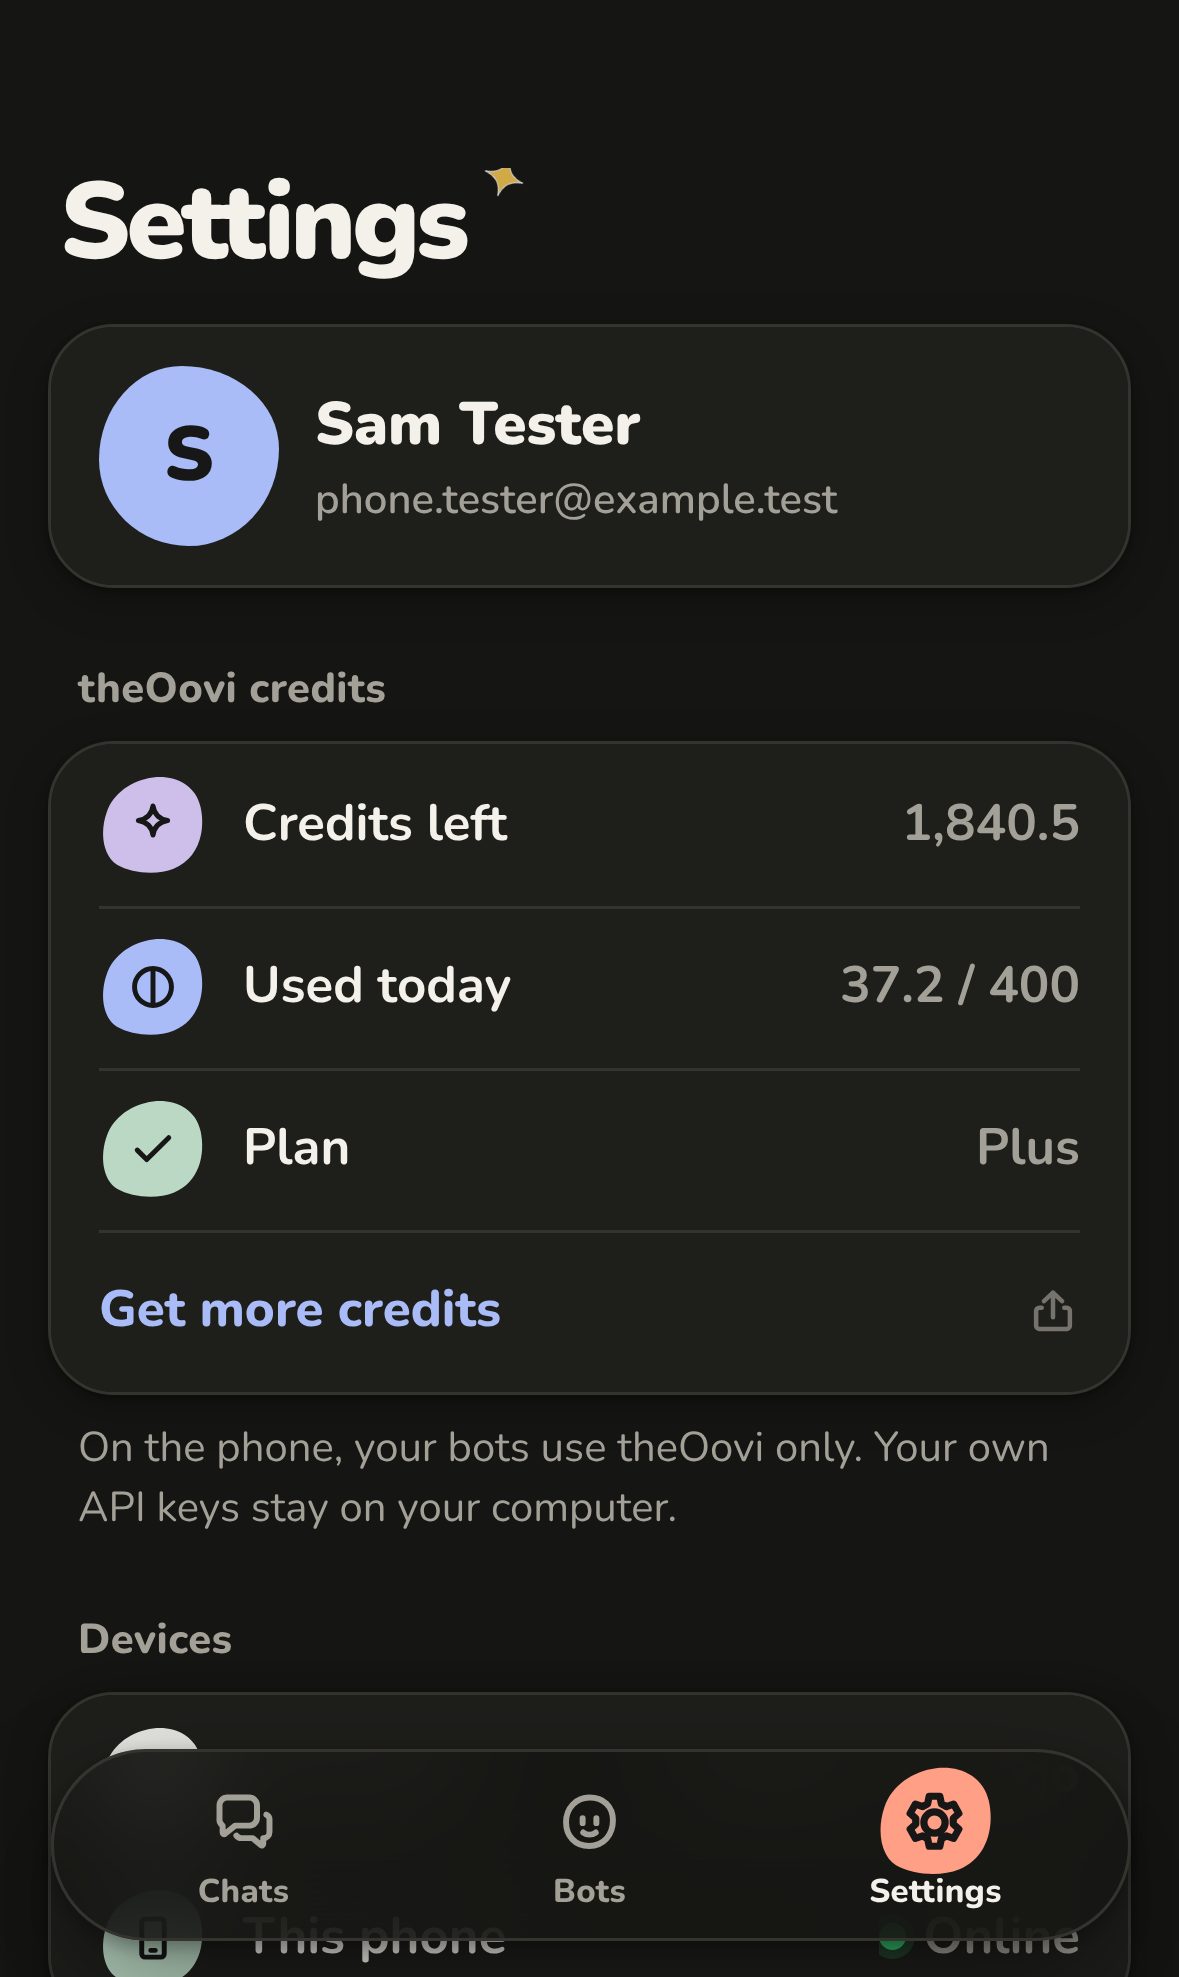 Settings
S
Sam Tester
phone.tester@example.test
theOovi credits
Credits left 1,840.5
Used today 37.2 / 400
Plan Plus
Get more credits
On the phone, your bots use theOovi only. Your own
API keys stay on your computer.
Devices
Chats Bots Settings
This phone Online